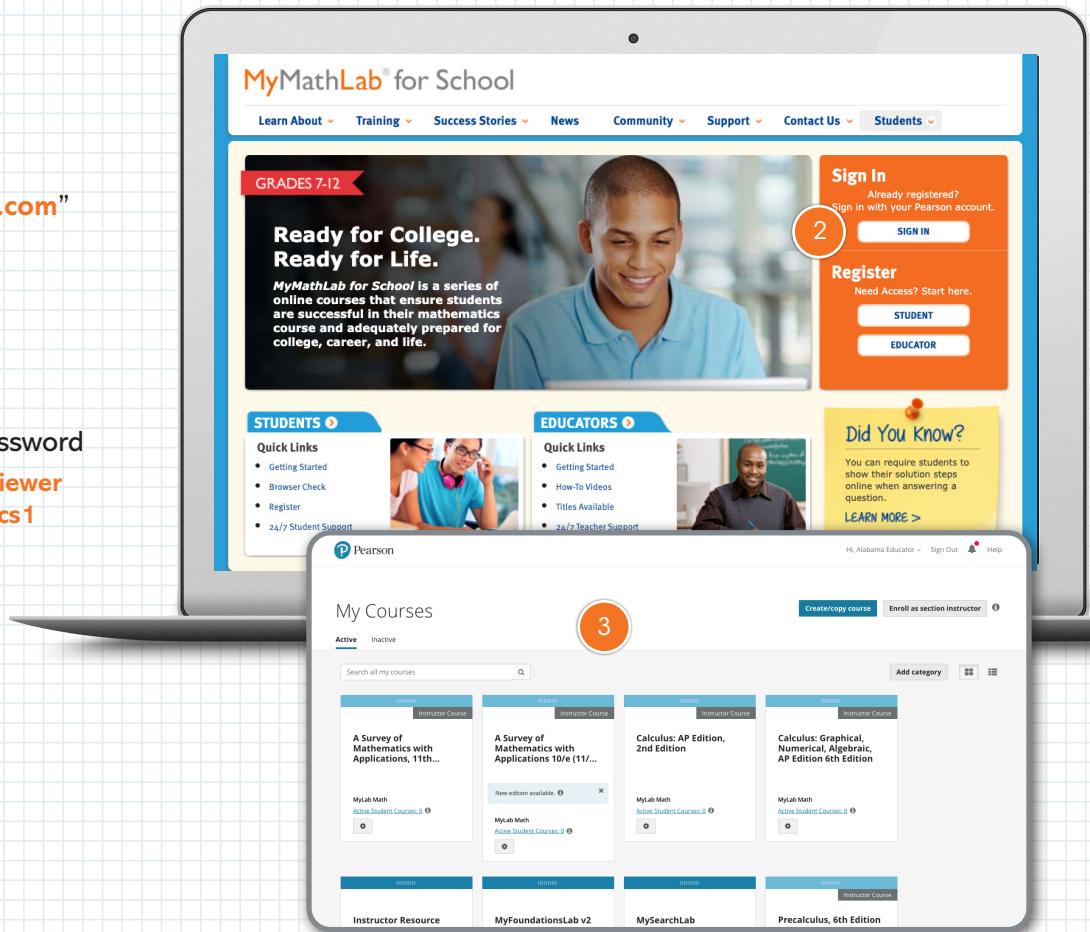 .com”
ssword
iewer
cs1
MyMathLab® for School
Learn About Training Success Stories News Community Support Contact Us Students
GRADES 7-12
Ready for College.
Ready for Life.
MyMathLab for School is a series of
online courses that ensure students
are successful in their mathematics
course and adequately prepared for
college, career, and life.
Sign In
Already registered?
Sign in with your Pearson account.
2
SIGN IN
Register
Need Access? Start here.
STUDENT
EDUCATOR
STUDENTS
Quick Links
• Getting Started
• Browser Check
• Register
• 24/7 Student Support
EDUCATORS
Quick Links
• Getting Started
• How-To Videos
• Titles Available
• 24/7 Teacher Support
Did You Know?
You can require students to
show their solution steps
online when answering a
question.
LEARN MORE >
P Pearson
Hi, Alabama Educator Sign Out Help
My Courses
3
Create/copy course Enroll as section instructor
Active Inactive
Search all my courses
Add category
Instructor Course
A Survey of
Mathematics with
Applications, 11th...
MyLab Math
Active Student Courses: 0
Instructor Course
A Survey of
Mathematics with
Applications 10/e (11/...
New edition available. ×
MyLab Math
Active Student Courses: 0
Instructor Course
Calculus: AP Edition,
2nd Edition
MyLab Math
Active Student Courses: 0
Instructor Course
Calculus: Graphical,
Numerical, Algebraic,
AP Edition 6th Edition
MyLab Math
Active Student Courses: 0
Instructor Resource
MyFoundationsLab v2
MySearchLab
Instructor Course
Precalculus, 6th Edition